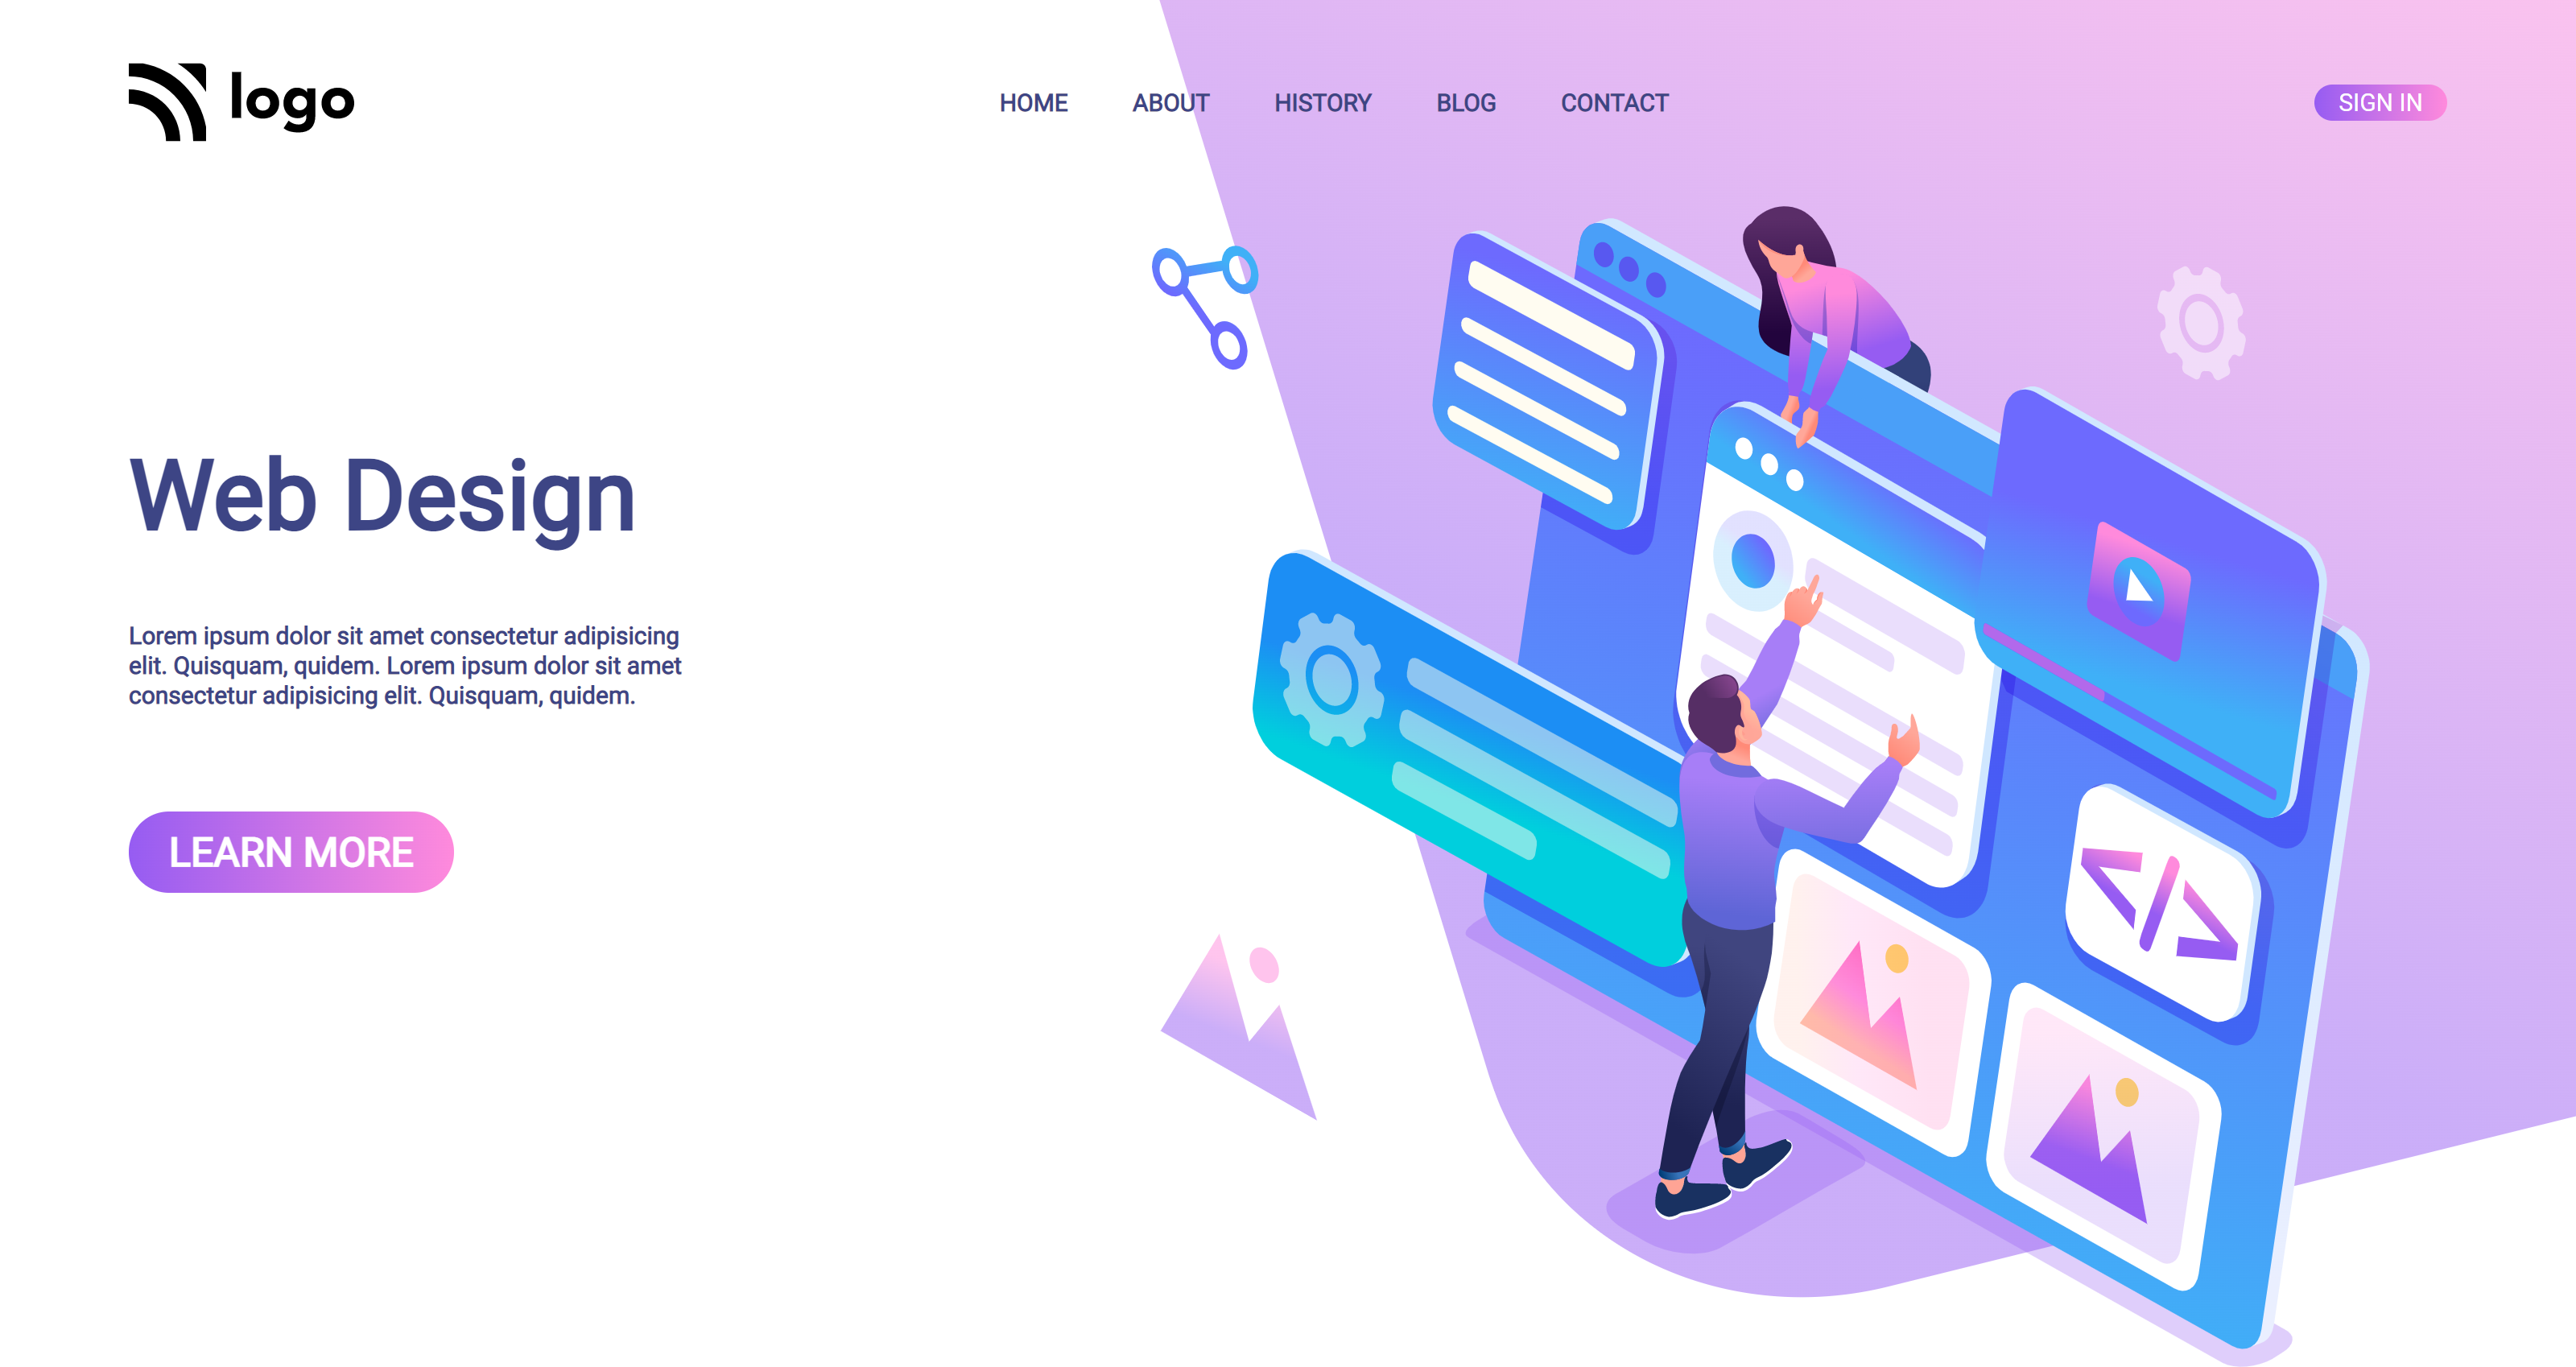 logo
HOME ABOUT HISTORY BLOG CONTACT
SIGN IN
Web Design
Lorem ipsum dolor sit amet consectetur adipisicing
elit. Quisquam, quidem. Lorem ipsum dolor sit amet
consectetur adipisicing elit. Quisquam, quidem.
LEARN MORE